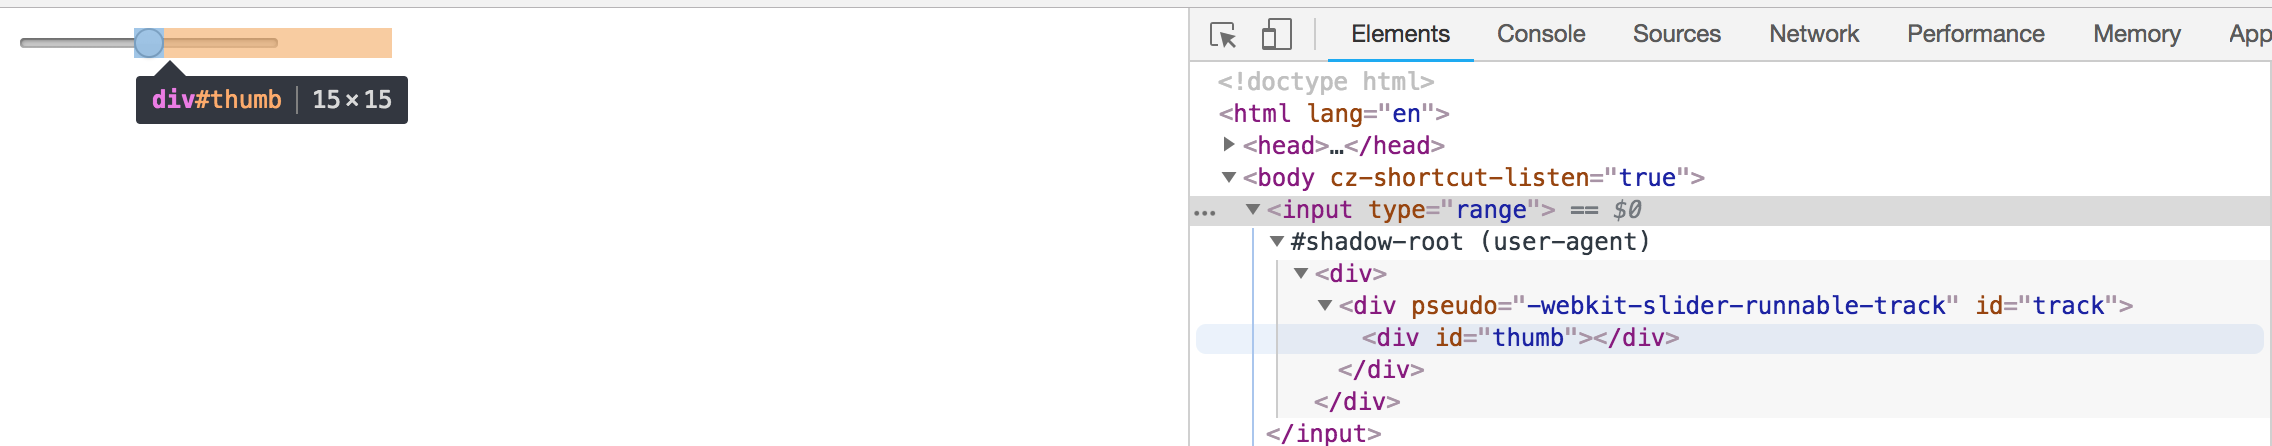 div#thumb 15×15
Elements Console Sources Network Performance Memory App
<!doctype html>
<html lang="en">
<head>…</head>
<body cz-shortcut-listen="true">
… <input type="range"> == $0
#shadow-root (user-agent)
<div>
<div pseudo="-webkit-slider-runnable-track" id="track">
<div id="thumb"></div>
</div>
</div>
</input>